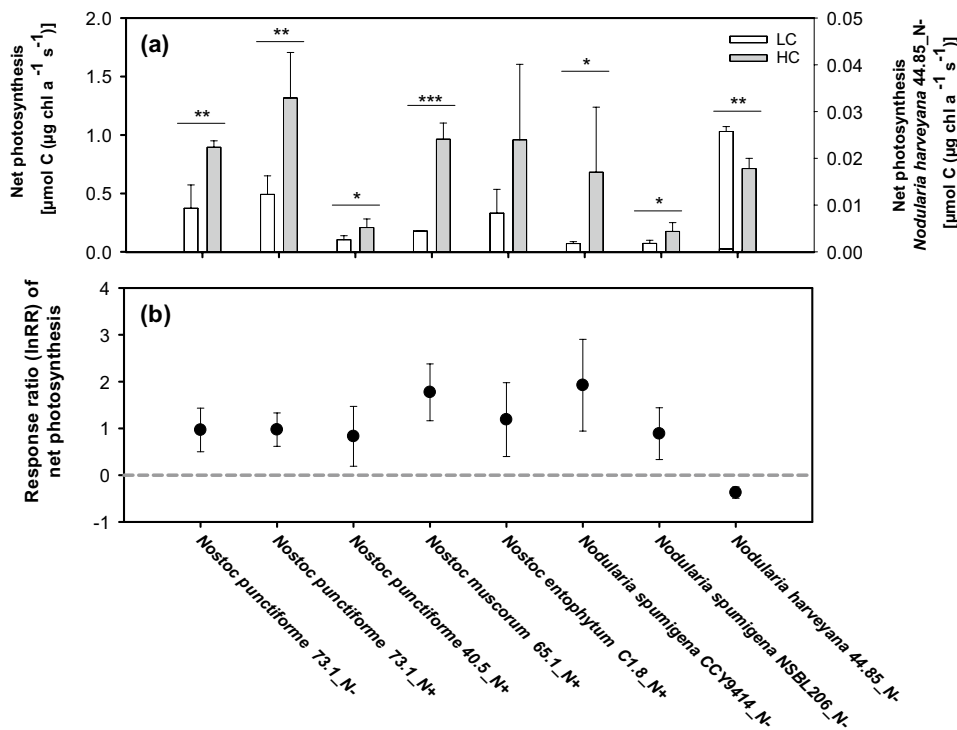 Net photosynthesis
[µmol C (µg chl a ⁻¹ s⁻¹]
2.0
1.5
1.0
0.5
0.0
(a)
**
**
*
***
*
*
**
LC
HC
0.05
0.04
0.03
0.02
0.01
0.00
Net photosynthesis
Nodularia harveyana 44.85_N-
[µmol C (µg chl a ⁻¹ s⁻¹)
Response ratio (lnRR) of
net photosynthesis
4
3
2
1
0
-1
(b)
Nostoc punctiforme 73.1_N-
Nostoc punctiforme 73.1_N+
Nostoc punctiforme 40.5_N+
Nostoc muscorum 65.1_N+
Nostoc entophytum C1.8_N+
Nodularia spumigena CCY9414_N-
Nodularia spumigena NSBL206_N-
Nodularia harveyana 44.85_N-